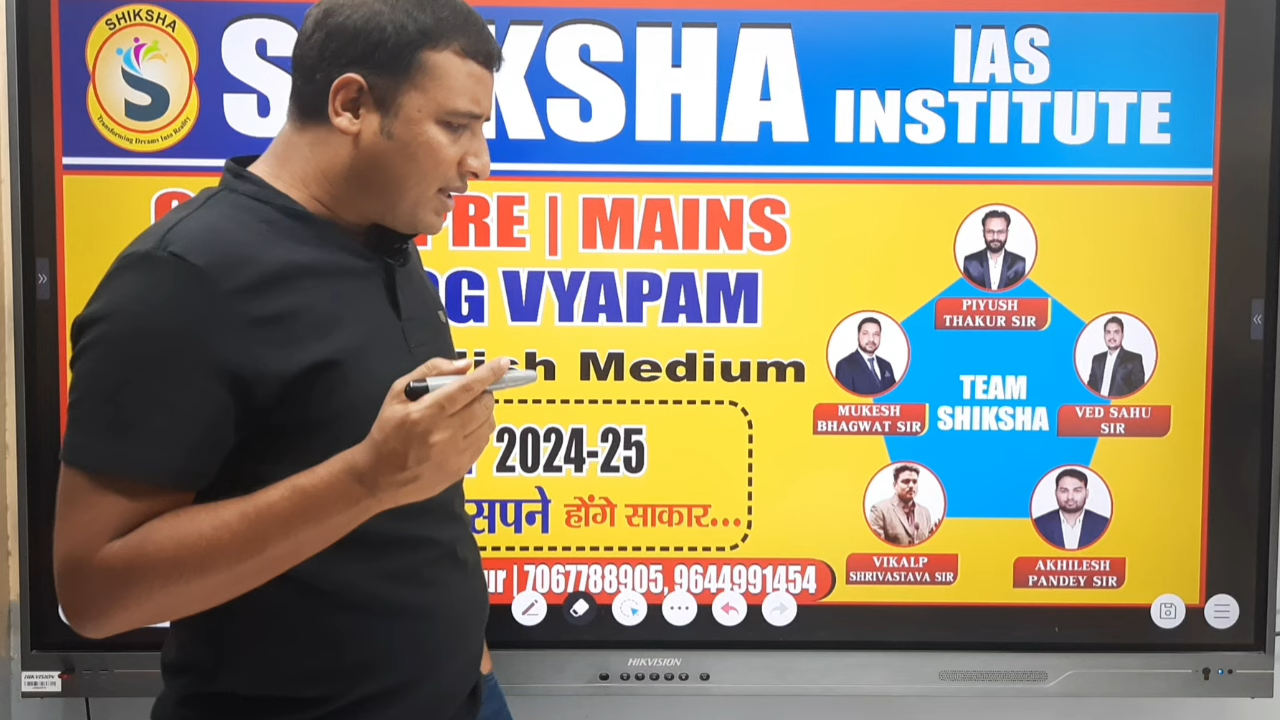 SHIKSHA
Transforming Dreams Into Reality
KSHA
IAS
INSTITUTE
PRE | MAINS
VYAPAM
Medium
2024-25
सपने होंगे साकार...
7067788905, 9644991454
PIYUSH
THAKUR SIR
MUKESH
BHAGWAT SIR
TEAM
SHIKSHA
VED SAHU
SIR
VIKALP
SHRIVASTAVA SIR
AKHILESH
PANDEY SIR
HIKVISION
HIKVISION